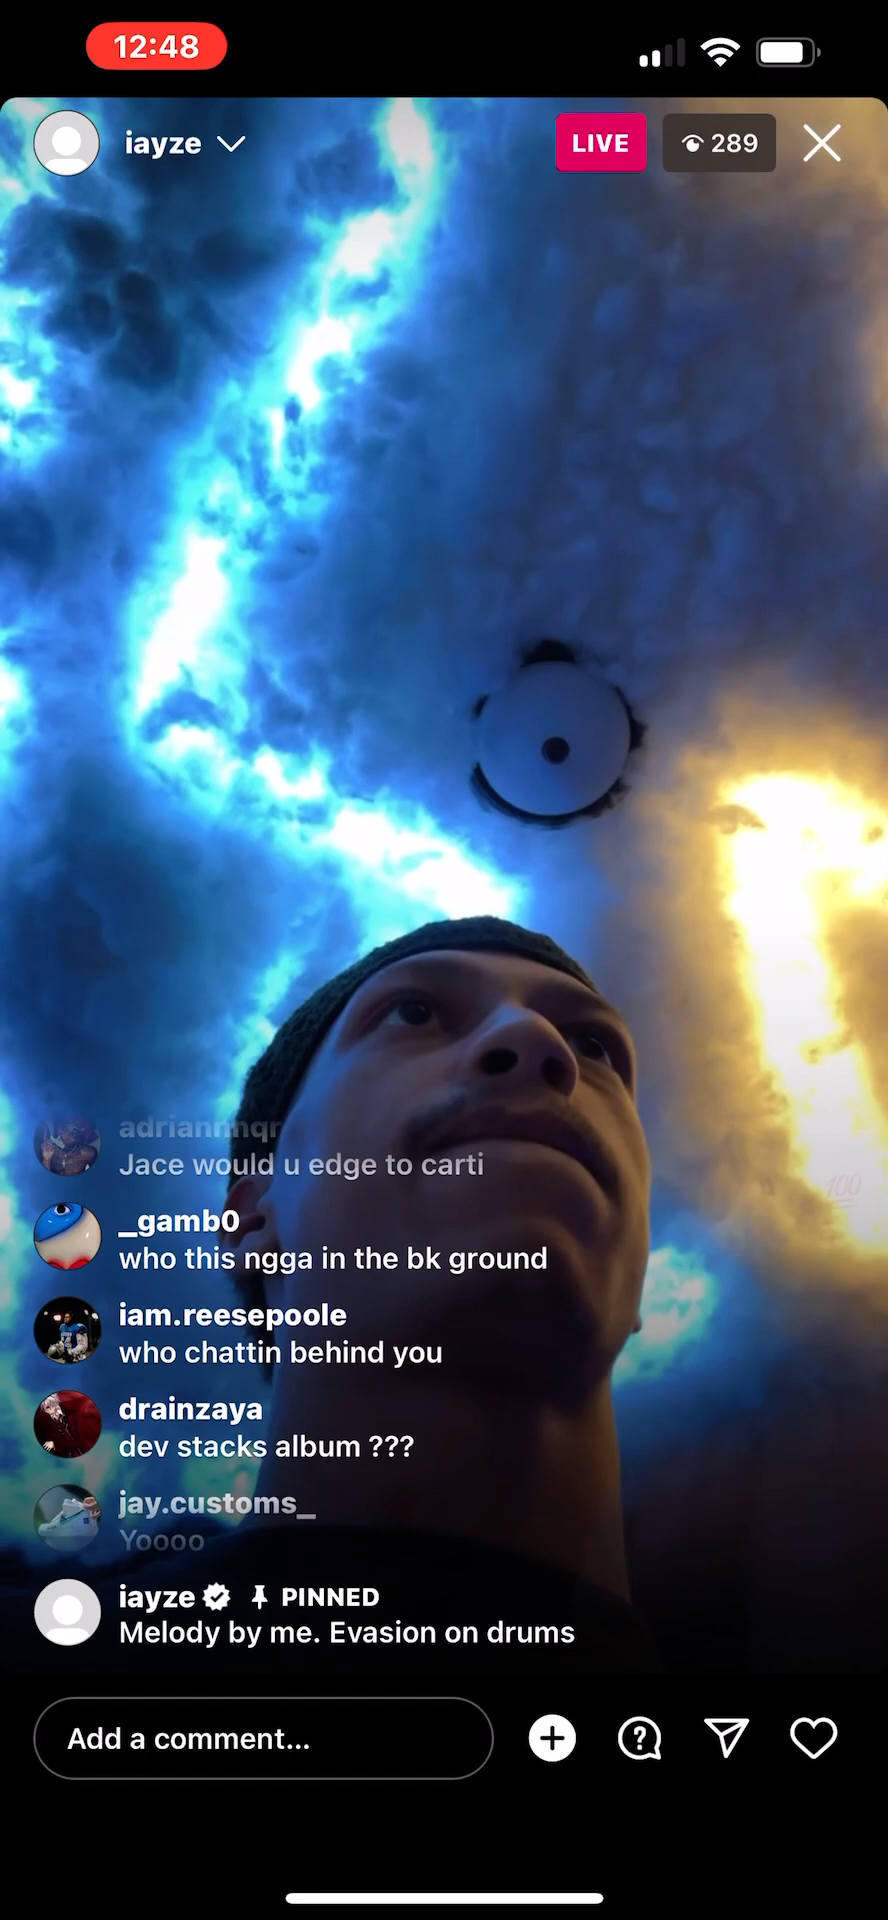 12:48
iayze
LIVE
289
Jace would u edge to carti
_gamb0
who this ngga in the bk ground
iam.reesepoole
who chattin behind you
drainzaya
dev stacks album ???
jay.customs_
Yoooo
iayze PINNED
Melody by me. Evasion on drums
Add a comment...
100